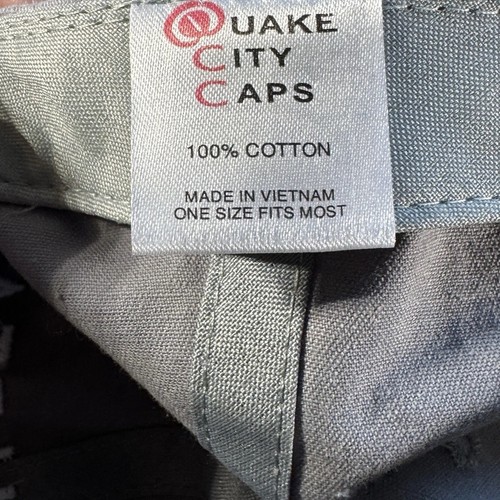 QUAKE
CITY
CAPS
100% COTTON
MADE IN VIETNAM
ONE SIZE FITS MOST